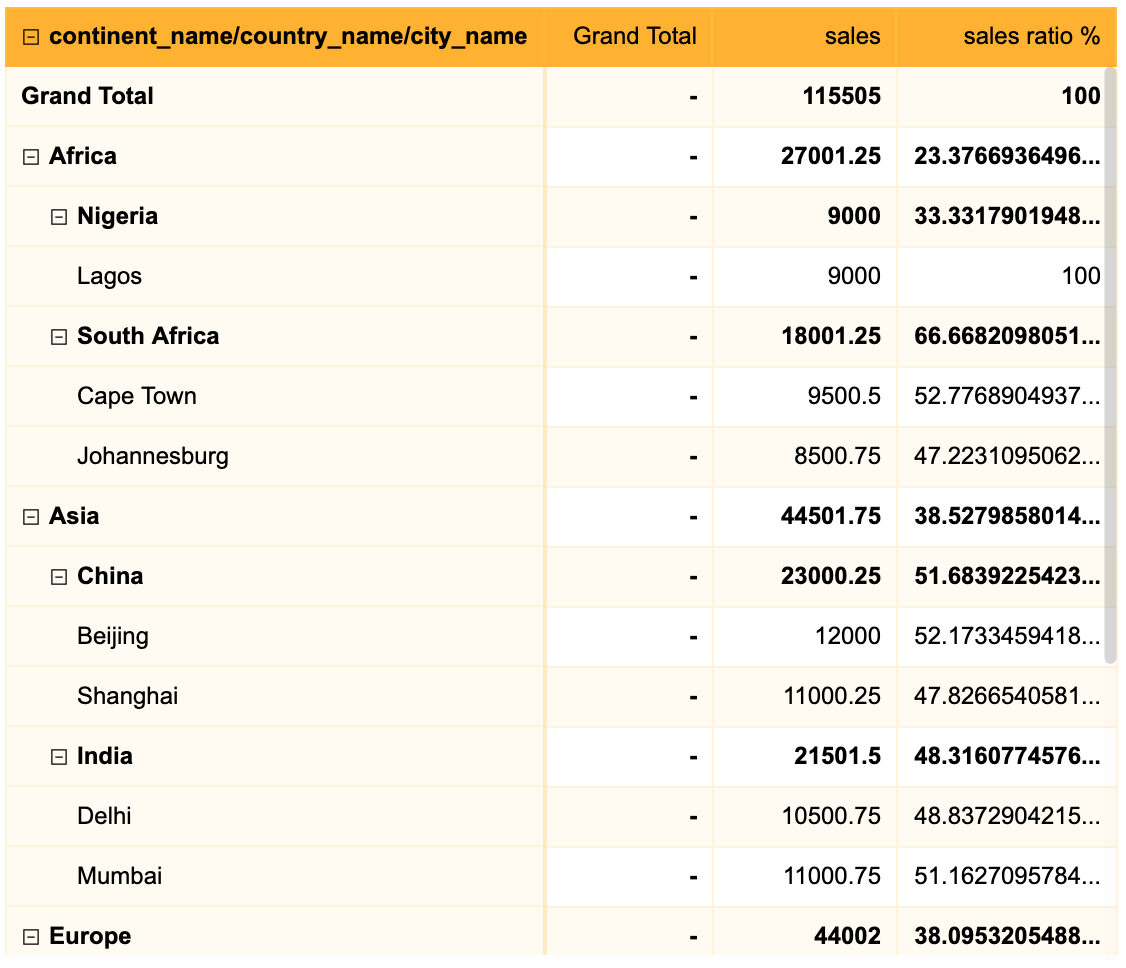 continent_name/country_name/city_name Grand Total sales sales ratio %
Grand Total - 115505 100
Africa - 27001.25 23.3766936496...
Nigeria - 9000 33.3317901948...
Lagos - 9000 100
South Africa - 18001.25 66.6682098051...
Cape Town - 9500.5 52.7768904937...
Johannesburg - 8500.75 47.2231095062...
Asia - 44501.75 38.5279858014...
China - 23000.25 51.6839225423...
Beijing - 12000 52.1733459418...
Shanghai - 11000.25 47.8266540581...
India - 21501.5 48.3160774576...
Delhi - 10500.75 48.8372904215...
Mumbai - 11000.75 51.1627095784...
Europe - 44002 38.0953205488...